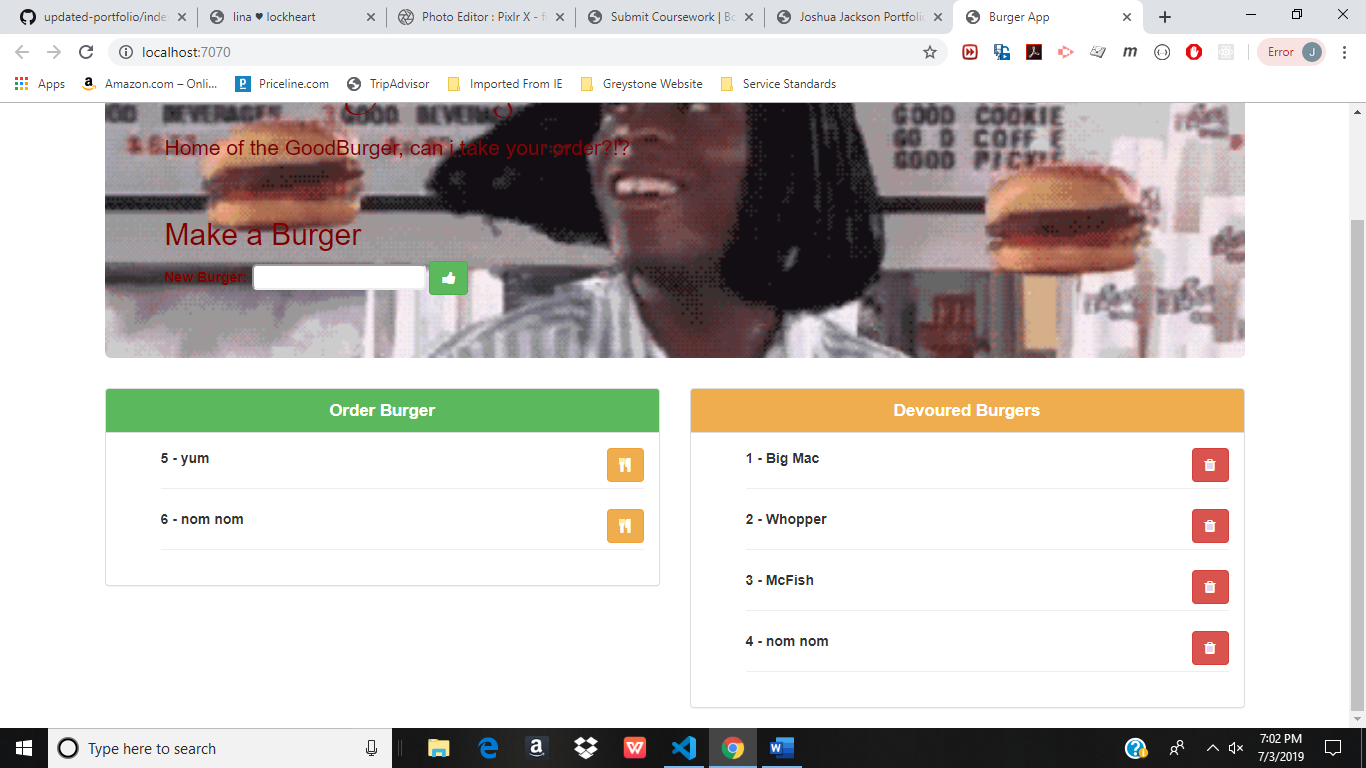 updated-portfolio/inde
lina ♥ lockheart
Photo Editor : Pixlr X - f
Submit Coursework | Bo
Joshua Jackson Portfoli
Burger App
localhost:7070
Error
J
Apps
Amazon.com – Onli...
Priceline.com
TripAdvisor
Imported From IE
Greystone Website
Service Standards
BEVERAGES
GOOD BEVERA
GOOD COOKIE
GO D COFF E
GOOD PICKLE
Home of the GoodBurger, can i take your order?!?
Make a Burger
New Burger:
Order Burger
5 - yum
6 - nom nom
Devoured Burgers
1 - Big Mac
2 - Whopper
3 - McFish
4 - nom nom
Type here to search
7:02 PM
7/3/2019